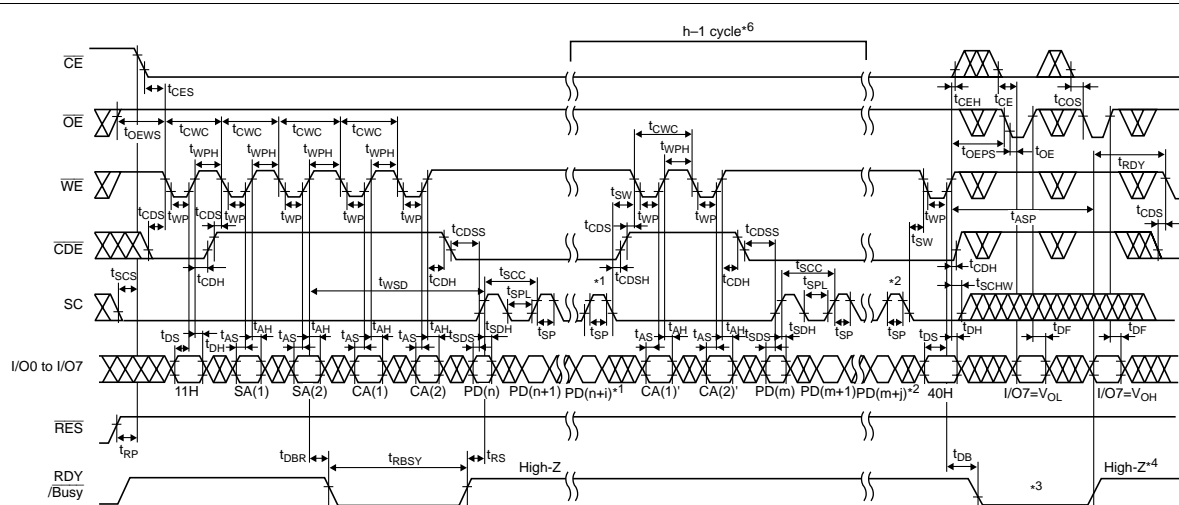 h–1 cycle*6
CE
tCES tCEH tCE tCOS
OE
tOEWS tCWC tCWC tCWC tCWC tCWC tOEPS tOE tRDY
tWPH tWPH tWPH tWPH tWPH
WE
tCDS tCDS tWP tWP tWP tWP tWP tSW tWP tWP tWP tASP
CDE
tCDSS tCDS tCDSS tSW tCDS
tSCS tCDH tCDH tCDSH tCDH tCDH
tWSD tSCC tSCC tSCHW
SC
tSPL *1 tSPL *2
tSP tSP tSP tSP
tDS tDH tAS tAH tAS tAH tAS tAH tAS tAH tSDS tSDH tAS tAH tAS tAH tSDS tSDH tDS tDH tDF tDF
I/O0 to I/O7
11H SA(1) SA(2) CA(1) CA(2) PD(n) PD(n+1) PD(n+i)*1 CA(1)' CA(2)' PD(m) PD(m+1) PD(m+j)*2 40H I/O7=VOL I/O7=VOH
RES
tRP
tDBR tRBSY tRS tDB
RDY
/Busy
High-Z *3 High-Z*4